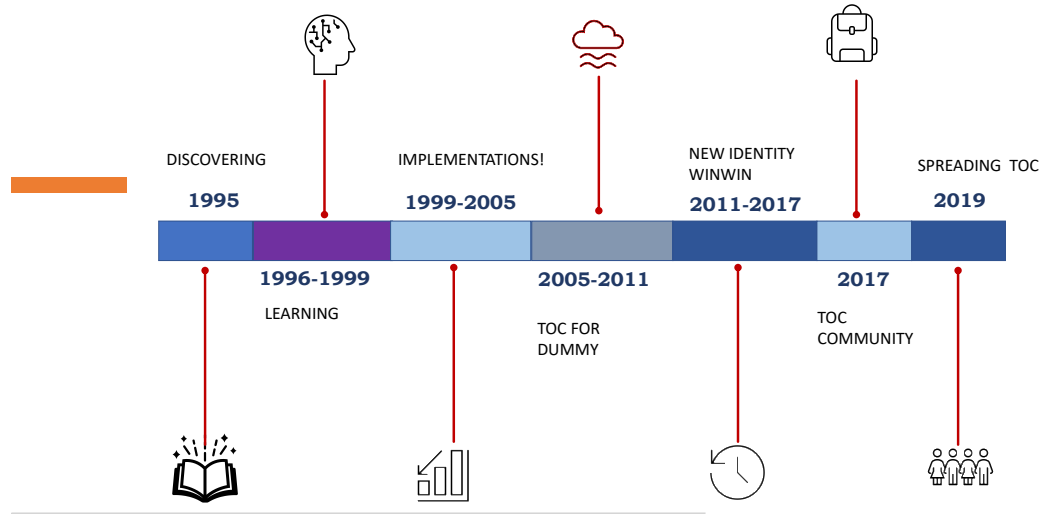 DISCOVERING
1995
1996-1999
LEARNING
IMPLEMENTATIONS!
1999-2005
2005-2011
TOC FOR
DUMMY
NEW IDENTITY
WINWIN
2011-2017
2017
TOC
COMMUNITY
SPREADING TOC
2019